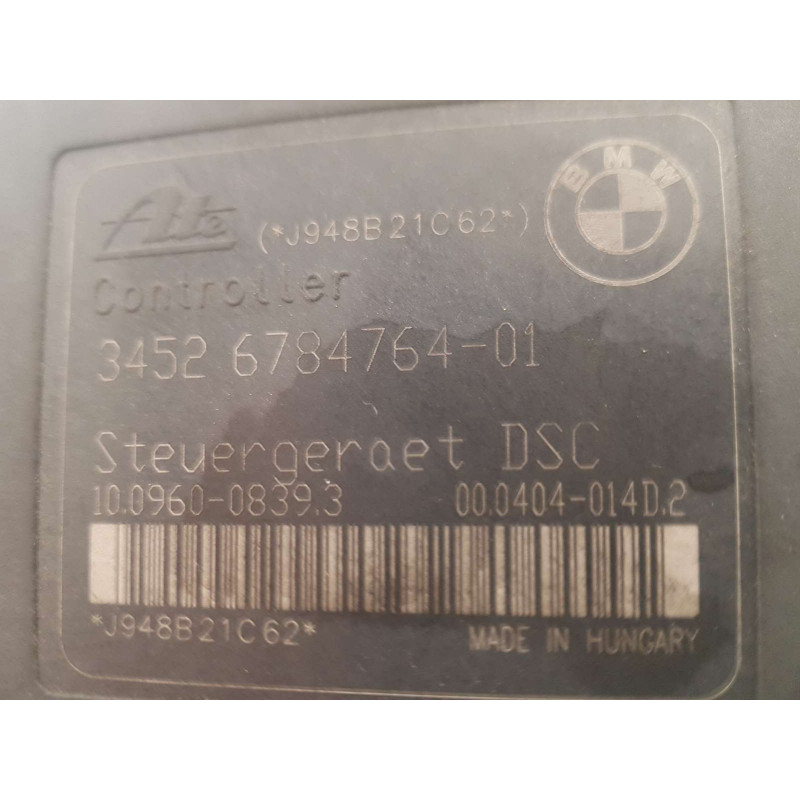 Ate (*J948B21C62*) BMW
Controller
3452 6784764-01
Steuergeraet DSC
10.0960-0839.3 00.0404-014D.2
*J948B21C62* MADE IN HUNGARY